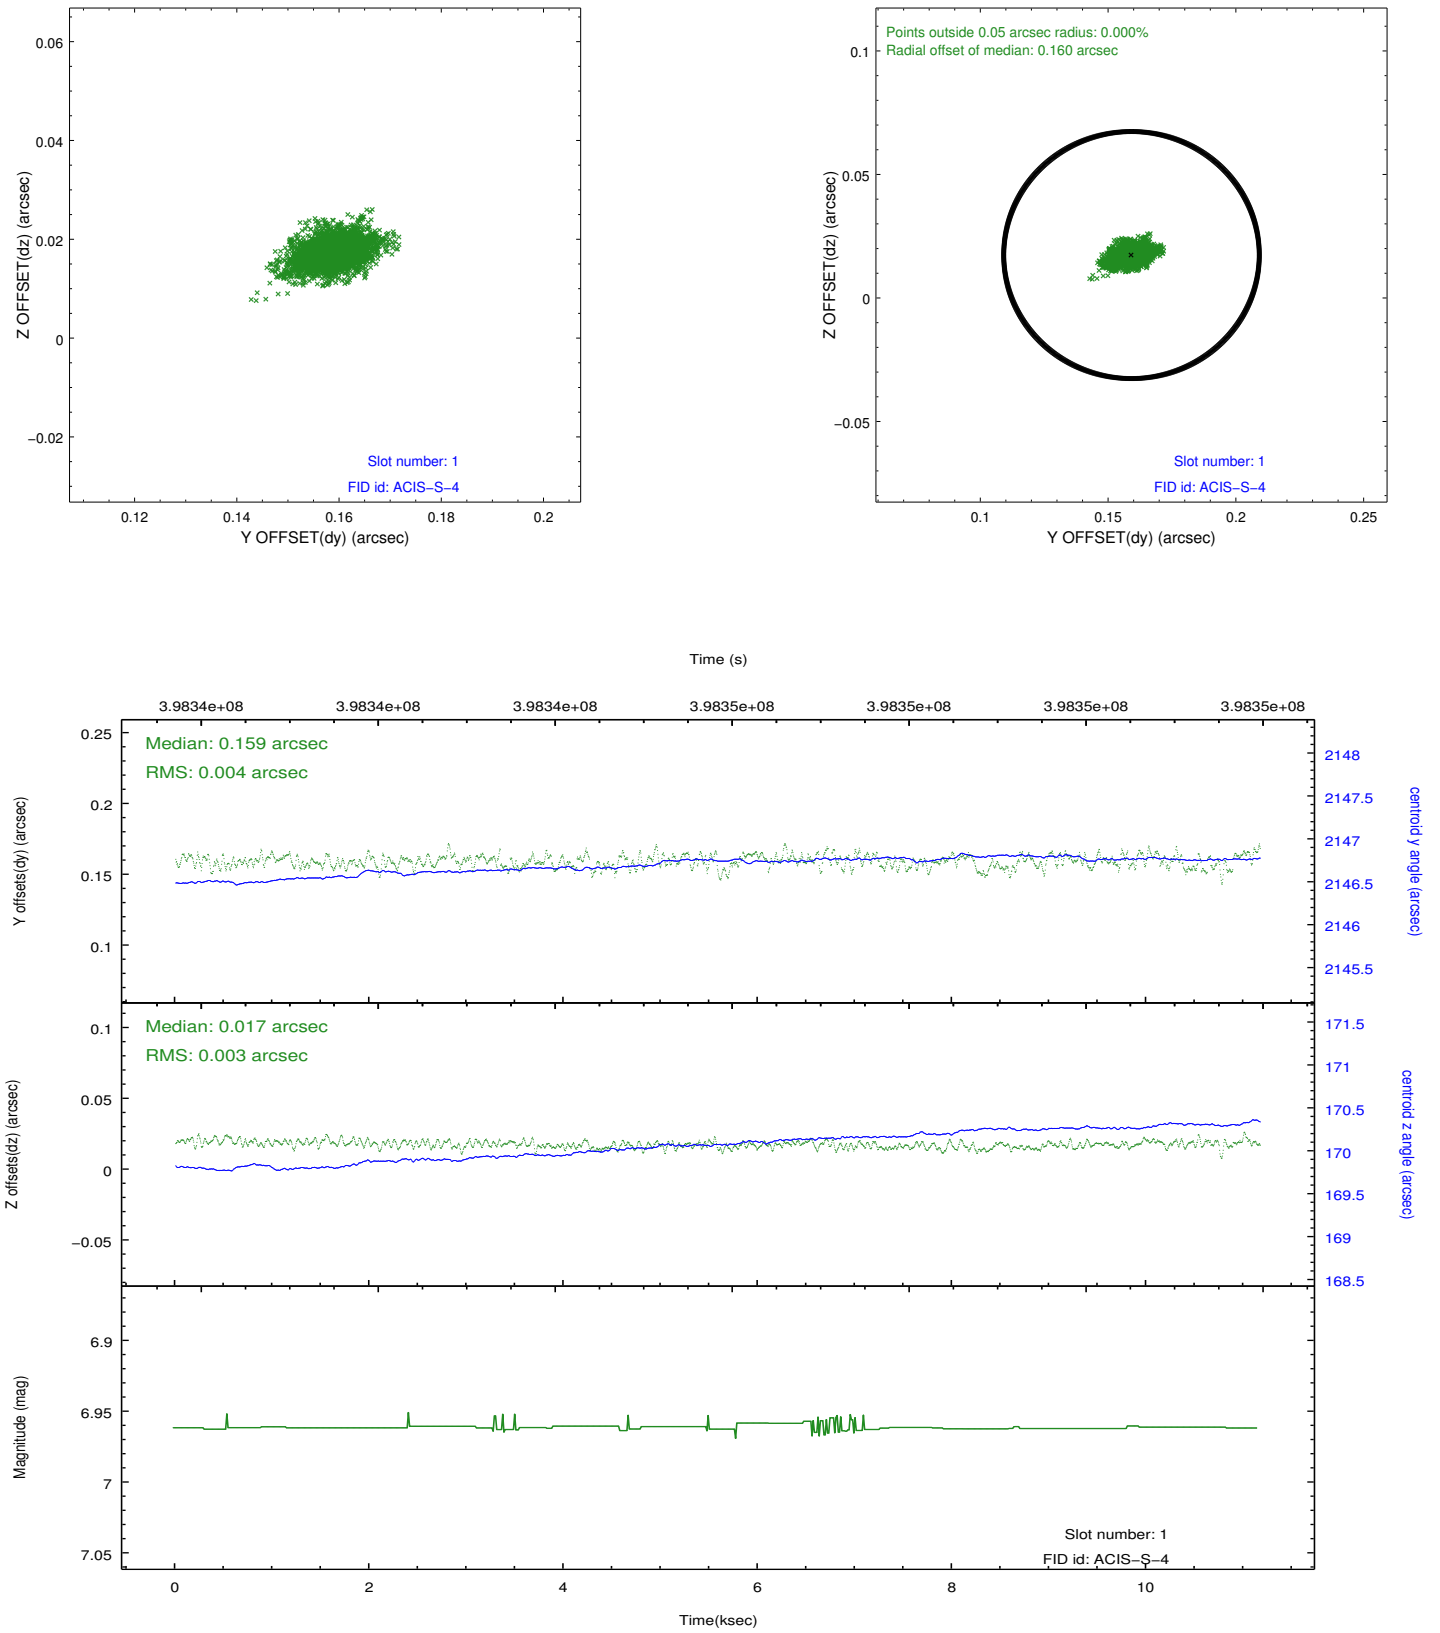 0.06
0.04
0.02
0
−0.02
Z OFFSET(dz) (arcsec)
Slot number: 1
FID id: ACIS−S−4
0.12 0.14 0.16 0.18 0.2
Y OFFSET(dy) (arcsec)
Points outside 0.05 arcsec radius: 0.000%
Radial offset of median: 0.160 arcsec
0.1
0.05
0
−0.05
Z OFFSET(dz) (arcsec)
Slot number: 1
FID id: ACIS−S−4
0.1 0.15 0.2 0.25
Y OFFSET(dy) (arcsec)
Time (s)
3.9834e+08 3.9834e+08 3.9834e+08 3.9835e+08 3.9835e+08 3.9835e+08 3.9835e+08
Median: 0.159 arcsec
RMS: 0.004 arcsec
0.25
0.2
0.15
0.1
Y offsets(dy) (arcsec)
2148
2147.5
2147
2146.5
2146
2145.5
centroid y angle (arcsec)
Median: 0.017 arcsec
RMS: 0.003 arcsec
0.1
0.05
0
−0.05
Z offsets(dz) (arcsec)
171.5
171
170.5
170
169.5
169
168.5
centroid z angle (arcsec)
6.9
6.95
7
7.05
Magnitude (mag)
Slot number: 1
FID id: ACIS−S−4
0 2 4 6 8 10
Time(ksec)